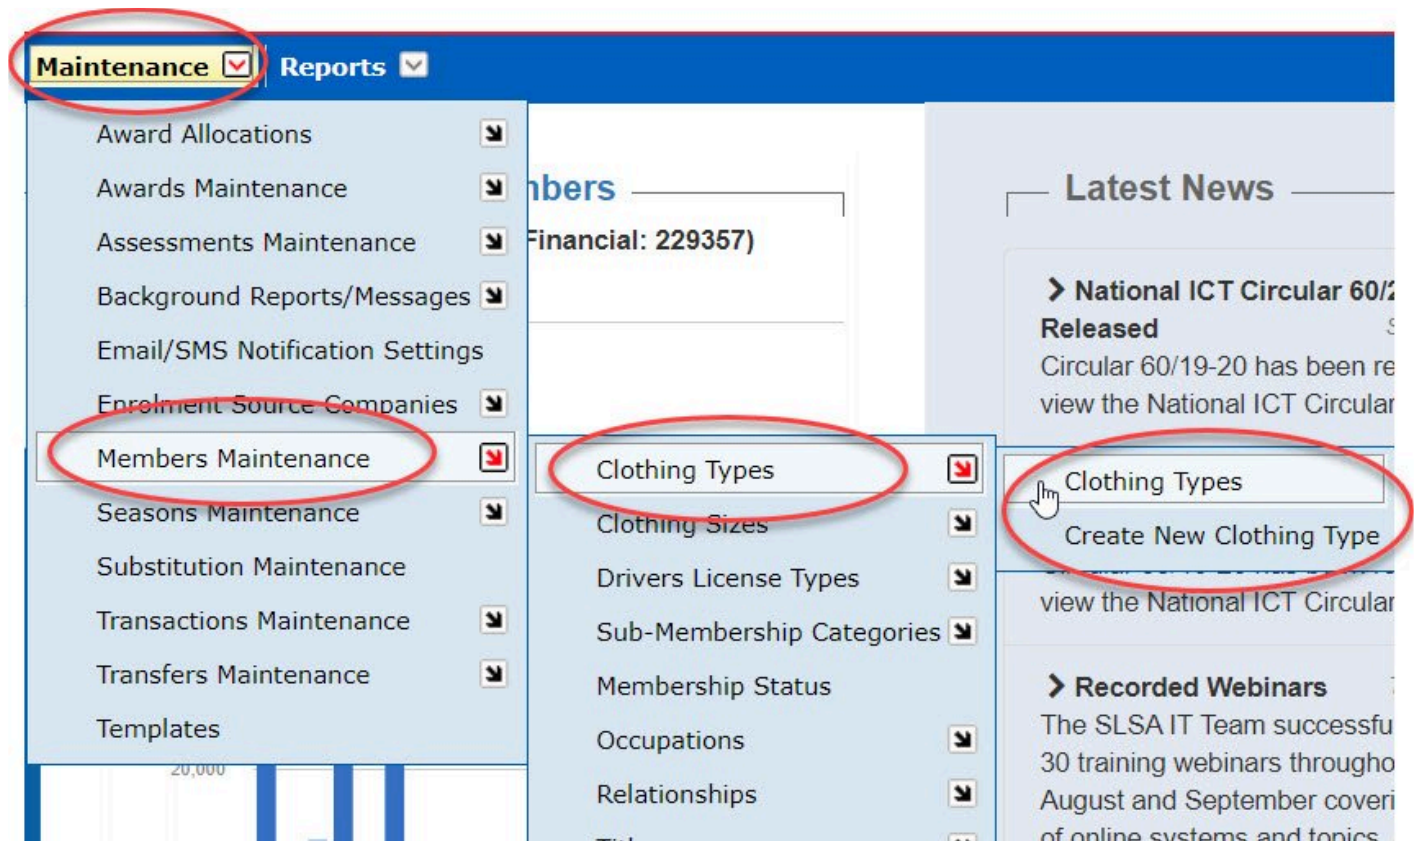 Maintenance Reports
Award Allocations
Awards Maintenance
Assessments Maintenance
Background Reports/Messages
Email/SMS Notification Settings
Enrolment Source Companies
Members Maintenance
Seasons Maintenance
Substitution Maintenance
Transactions Maintenance
Transfers Maintenance
Templates
Clothing Types
Clothing Sizes
Drivers License Types
Sub-Membership Categories
Membership Status
Occupations
Relationships
Clothing Types
Create New Clothing Type
nbers
Financial: 229357)
20,000
Latest News
National ICT Circular 60/
Released
Circular 60/19-20 has been re
view the National ICT Circular
view the National ICT Circular
Recorded Webinars
The SLSA IT Team successfu
30 training webinars througho
August and September coveri
of online systems and topics